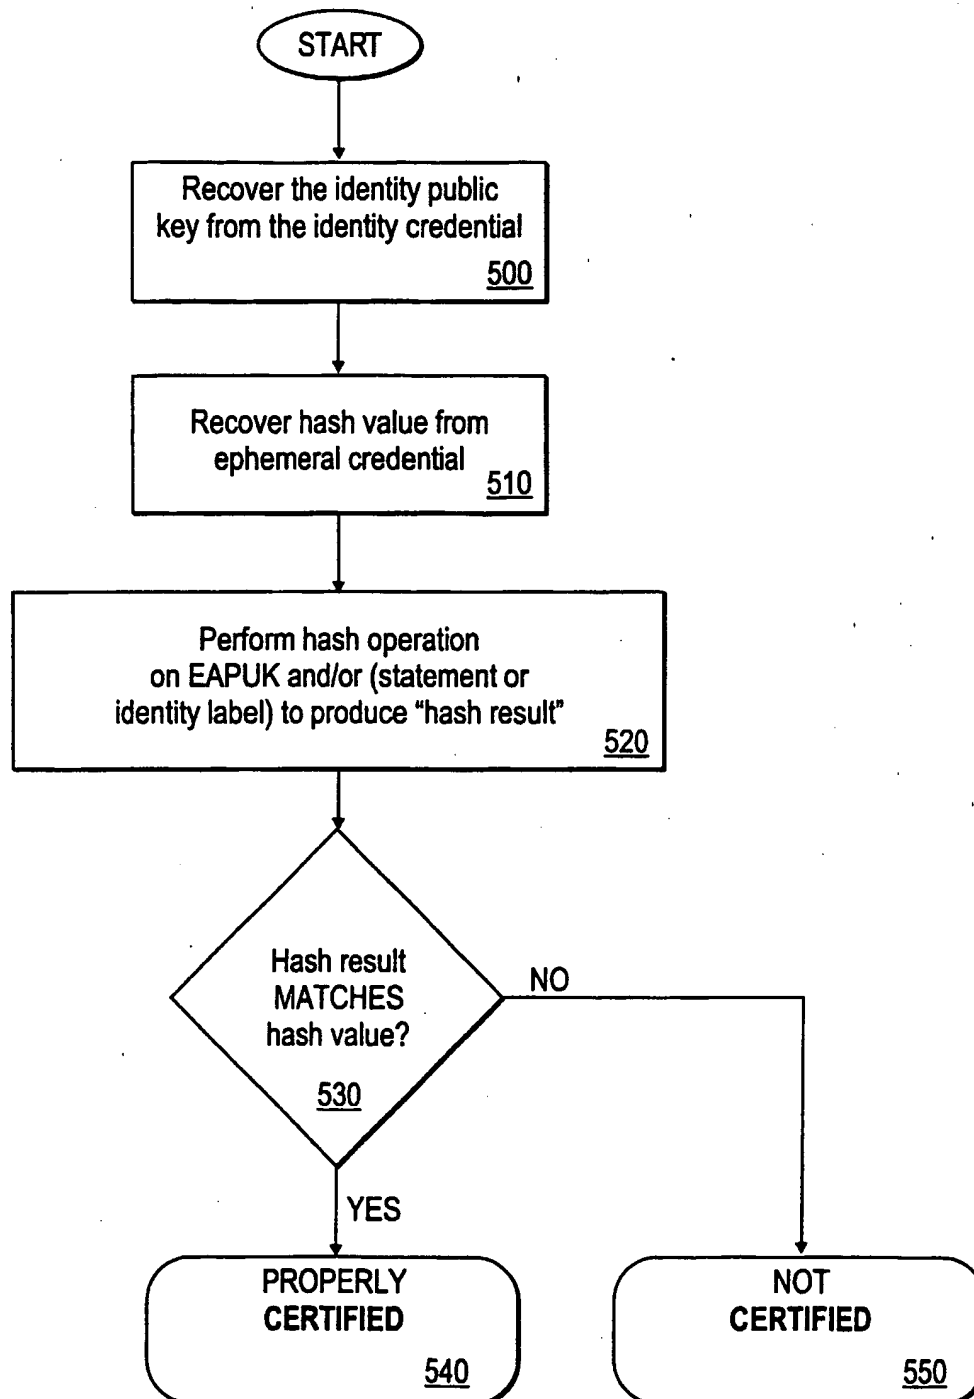 START
Recover the identity public
key from the identity credential
500
Recover hash value from
ephemeral credential
510
Perform hash operation
on EAPUK and/or (statement or
identity label) to produce “hash result”
520
Hash result
MATCHES
hash value?
530
NO
YES
PROPERLY
CERTIFIED
540
NOT
CERTIFIED
550